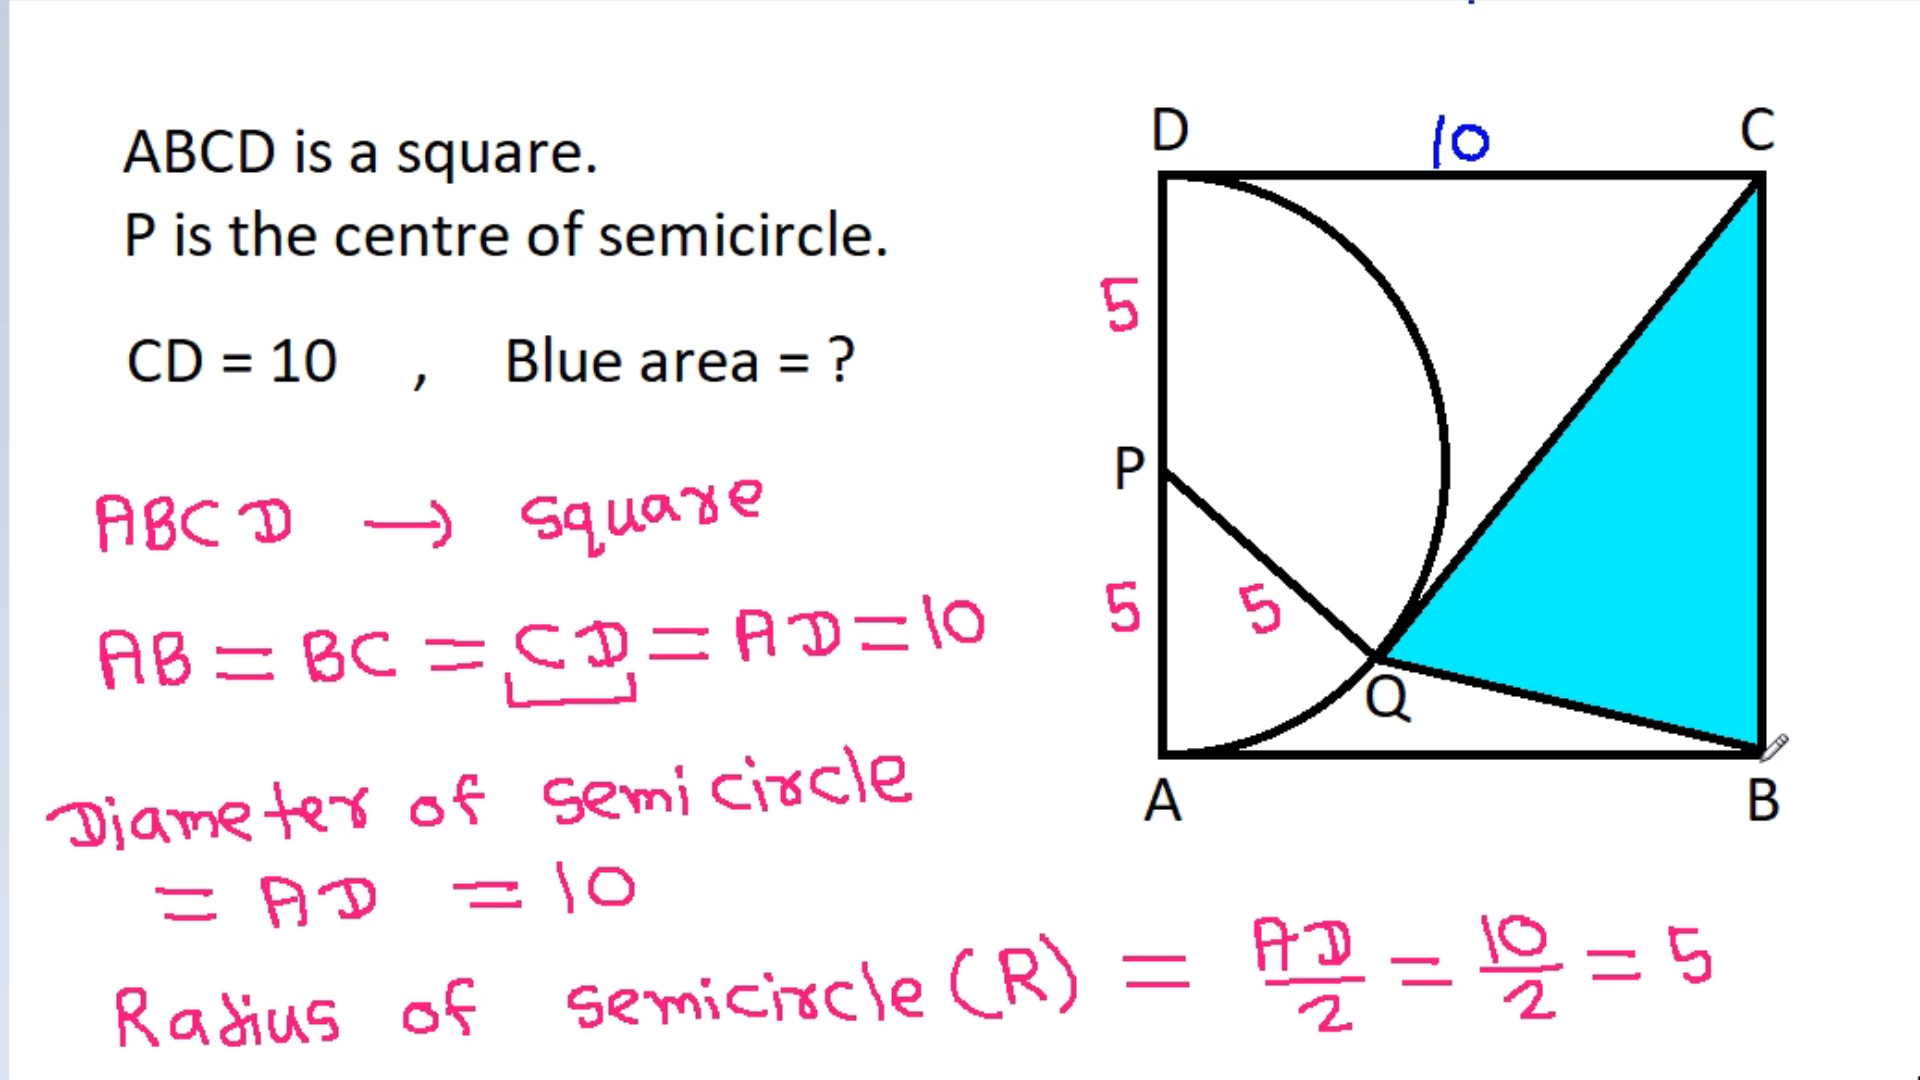 ABCD is a square.
P is the centre of semicircle.
CD = 10 , Blue area = ?
ABCD → square
AB = BC = CD = AD = 10
Diameter of semicircle
= AD = 10
Radius of semicircle (R) = AD/2 = 10/2 = 5
D 10 C
5
P
5 5
Q
A B